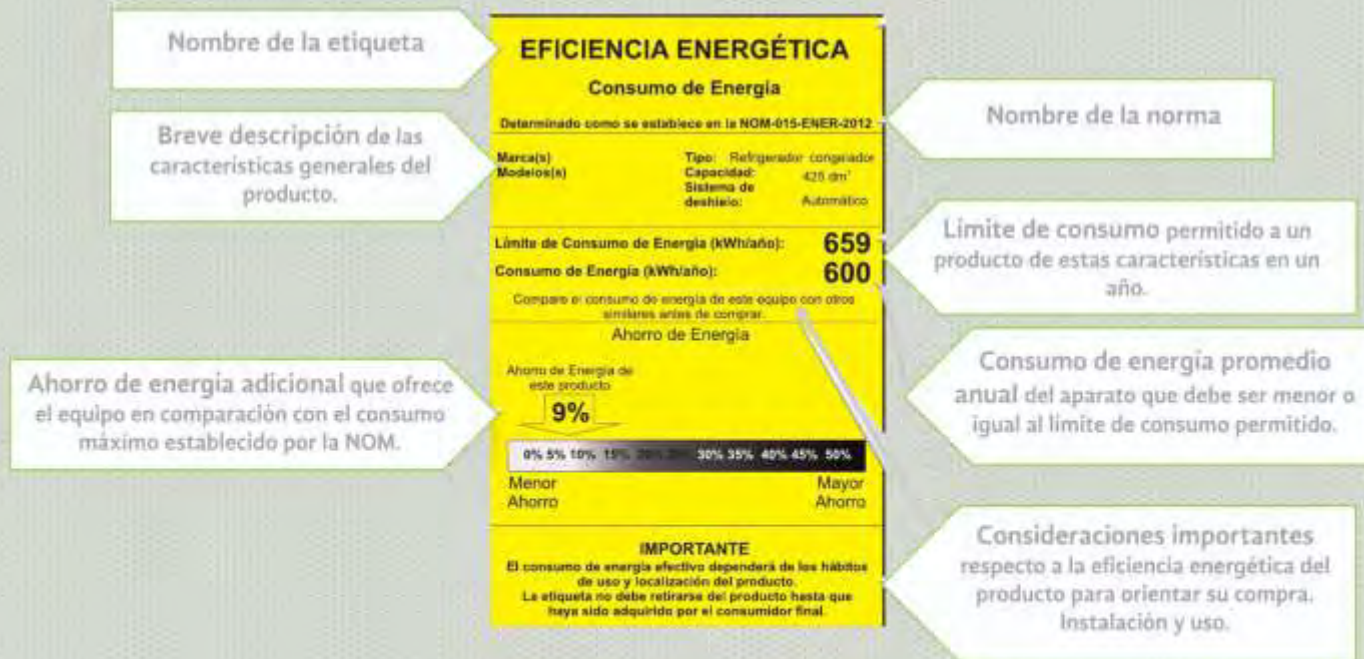 Nombre de la etiqueta
Breve descripción de las
características generales del
producto.
Ahorro de energía adicional que ofrece
el equipo en comparación con el consumo
máximo establecido por la NOM.
EFICIENCIA ENERGÉTICA
Consumo de Energía
Determinado como se establece en la NOM-015-ENER-2012
Marca(s)
Modelos(s)
Tipo: Refrigerador congelador
Capacidad: 425 dm³
Sistema de
deshielo: Automático
Límite de Consumo de Energía (kWh/año): 659
Consumo de Energía (kWh/año): 600
Compare el consumo de energía de este equipo con otros
similares antes de comprar.
Ahorro de Energía
Ahorro de Energía de
este producto
9%
0% 5% 10% 15% 20% 25% 30% 35% 40% 45% 50%
Menor
Ahorro
Mayor
Ahorro
IMPORTANTE
El consumo de energía efectivo dependerá de los hábitos
de uso y localización del producto.
La etiqueta no debe retirarse del producto hasta que
haya sido adquirido por el consumidor final.
Nombre de la norma
Límite de consumo permitido a un
producto de estas características en un
año.
Consumo de energía promedio
anual del aparato que debe ser menor o
igual al límite de consumo permitido.
Consideraciones importantes
respecto a la eficiencia energética del
producto para orientar su compra.
Instalación y uso.